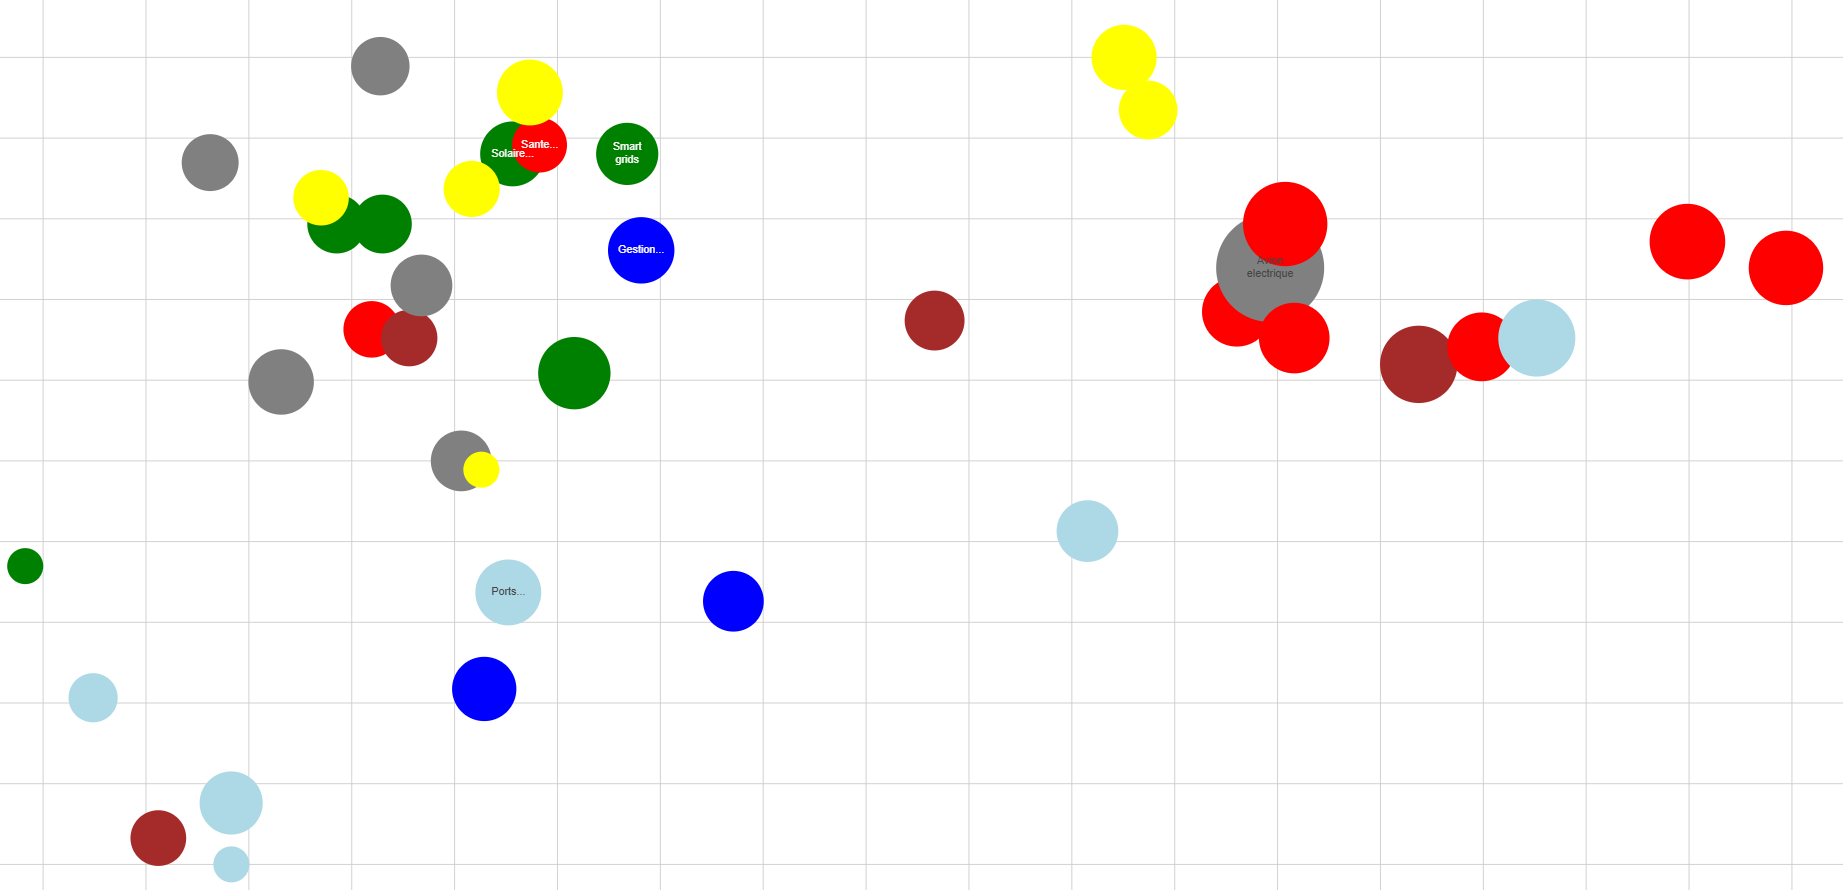 Sante...
Solaire...
Smart
grids
Gestion...
Avion
electrique
Ports...